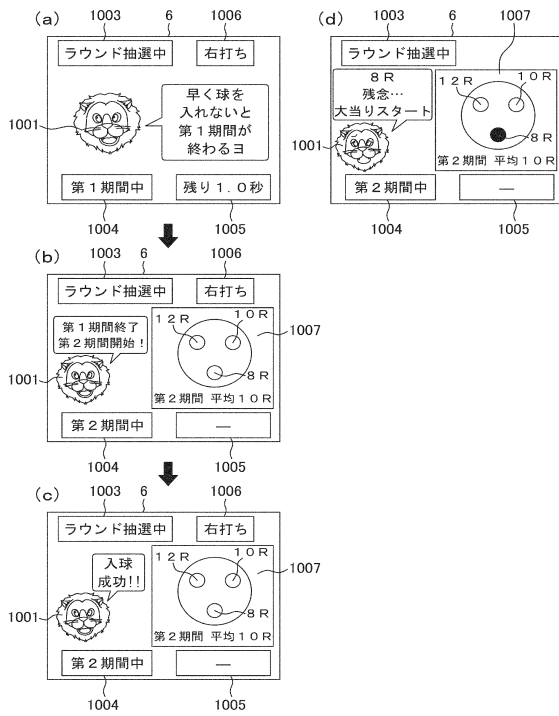 (a)
1003
6
1006
ラウンド抽選中
右打ち
1001
早く球を
入れないと
第1期間が
終わるヨ
第1期間中
残り1.0秒
1004
1005
(b)
1003
6
1006
ラウンド抽選中
右打ち
第1期間終了
第2期間開始!
12R
10R
1007
1001
8R
第2期間 平均10R
第2期間中
—
1004
1005
(c)
1003
6
1006
ラウンド抽選中
右打ち
入球
成功!!
12R
10R
1007
1001
8R
第2期間 平均10R
第2期間中
—
1004
1005
(d)
1003
6
1007
ラウンド抽選中
8R
残念…
大当りスタート
12R
10R
1001
8R
第2期間 平均10R
第2期間中
—
1004
1005